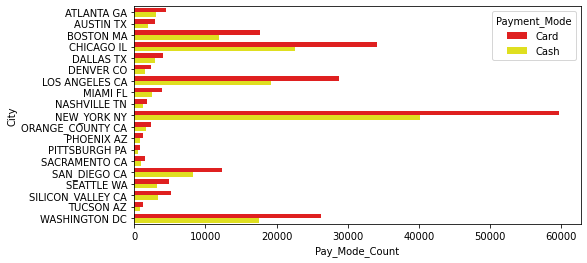 ATLANTA GA
AUSTIN TX
BOSTON MA
CHICAGO IL
DALLAS TX
DENVER CO
LOS ANGELES CA
MIAMI FL
NASHVILLE TN
NEW_YORK NY
ORANGE_COUNTY CA
PHOENIX AZ
PITTSBURGH PA
SACRAMENTO CA
SAN_DIEGO CA
SEATTLE WA
SILICON_VALLEY CA
TUCSON AZ
WASHINGTON DC
City
Payment_Mode
Card
Cash
0 10000 20000 30000 40000 50000 60000
Pay_Mode_Count